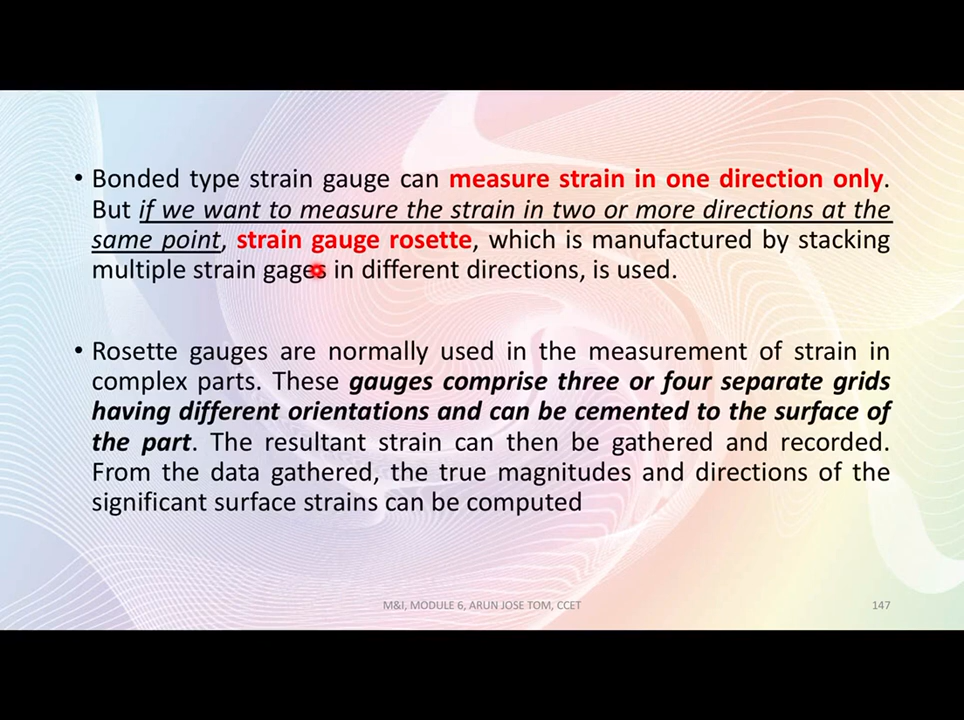 • Bonded type strain gauge can measure strain in one direction only.
But if we want to measure the strain in two or more directions at the
same point, strain gauge rosette, which is manufactured by stacking
multiple strain gages in different directions, is used.
• Rosette gauges are normally used in the measurement of strain in
complex parts. These gauges comprise three or four separate grids
having different orientations and can be cemented to the surface of
the part. The resultant strain can then be gathered and recorded.
From the data gathered, the true magnitudes and directions of the
significant surface strains can be computed
M&I, MODULE 6, ARUN JOSE TOM, CCET
147